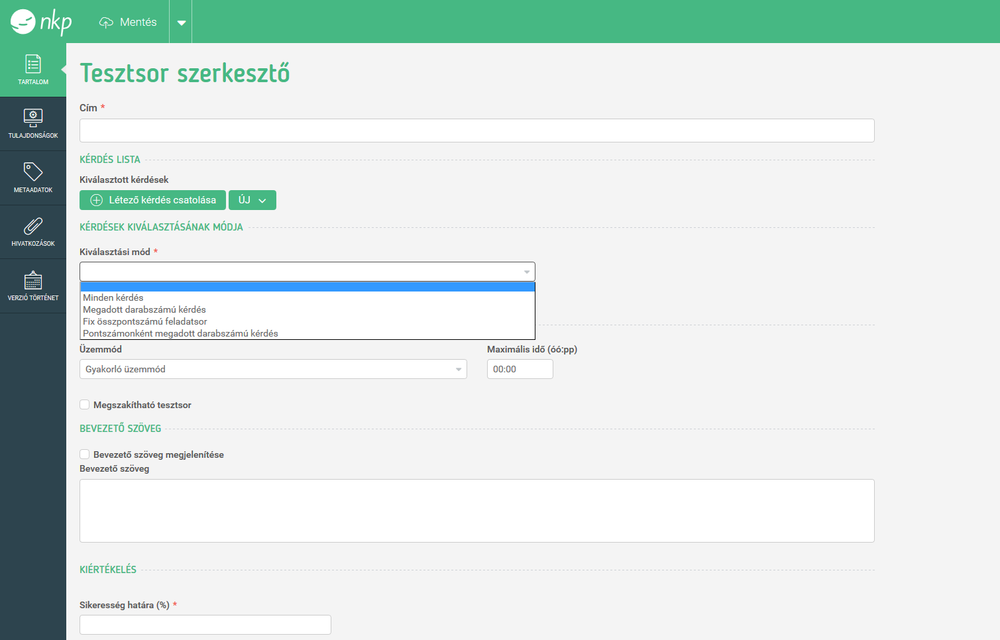 nkp
Mentés
TARTALOM
TULAJDONSÁGOK
METAADATOK
HIVATKOZÁSOK
VERZIÓ TÖRTÉNET
Tesztsor szerkesztő
Cím *
KÉRDÉS LISTA
Kiválasztott kérdések
Létező kérdés csatolása
ÚJ
KÉRDÉSEK KIVÁLASZTÁSÁNAK MÓDJA
Kiválasztási mód *
Minden kérdés
Megadott darabszámú kérdés
Fix összpontszámú feladatsor
Pontszámonként megadott darabszámú kérdés
Üzemmód
Maximális idő (óó:pp)
Gyakorló üzemmód
00:00
Megszakítható tesztsor
BEVEZETŐ SZÖVEG
Bevezető szöveg megjelenítése
Bevezető szöveg
KIÉRTÉKELÉS
Sikeresség határa (%) *